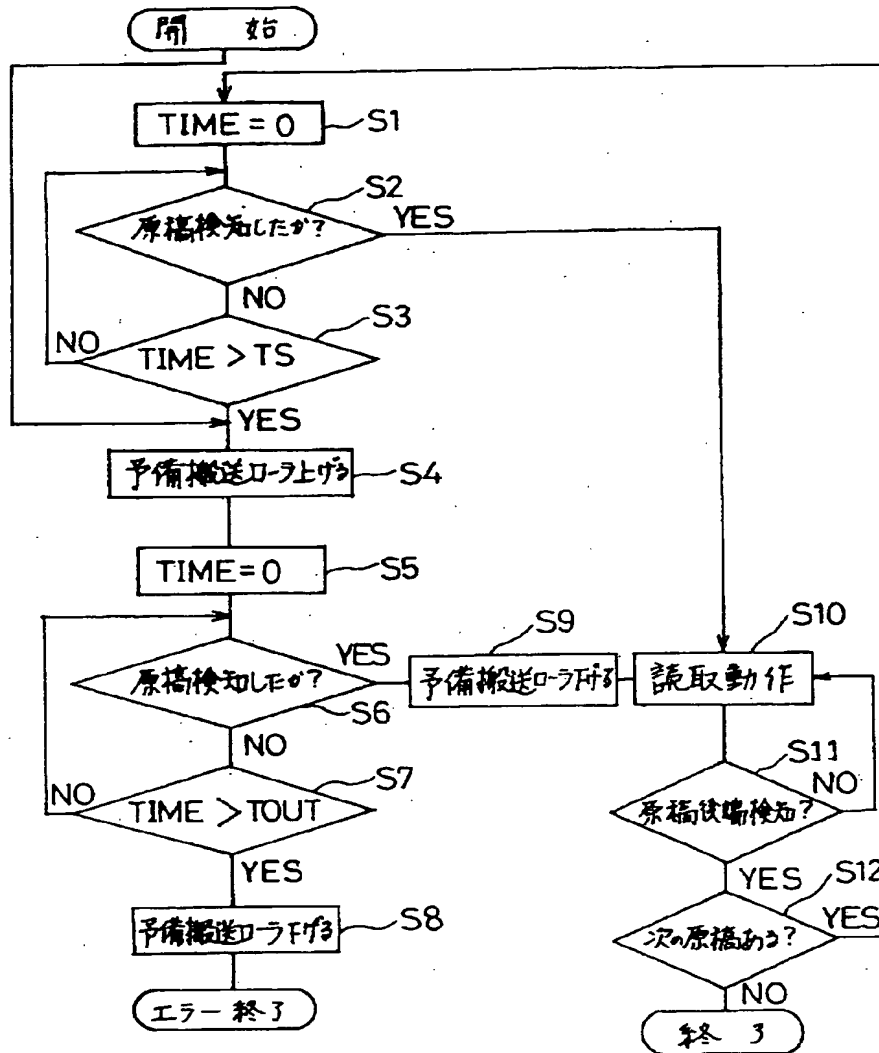 開 始
TIME=0 S1
S2
原稿検知したか? YES
NO
S3
NO TIME>TS
YES
予備搬送ローラ上げる S4
TIME=0 S5
原稿検知したか? YES
S6
S9
予備搬送ローラ下げる
S10
読取動作
NO
S7
NO TIME>TOUT
YES
S11
原稿後端検知? NO
YES
S12
次の原稿ある? YES
NO
予備搬送ローラ下げる S8
エラー終了
終 了